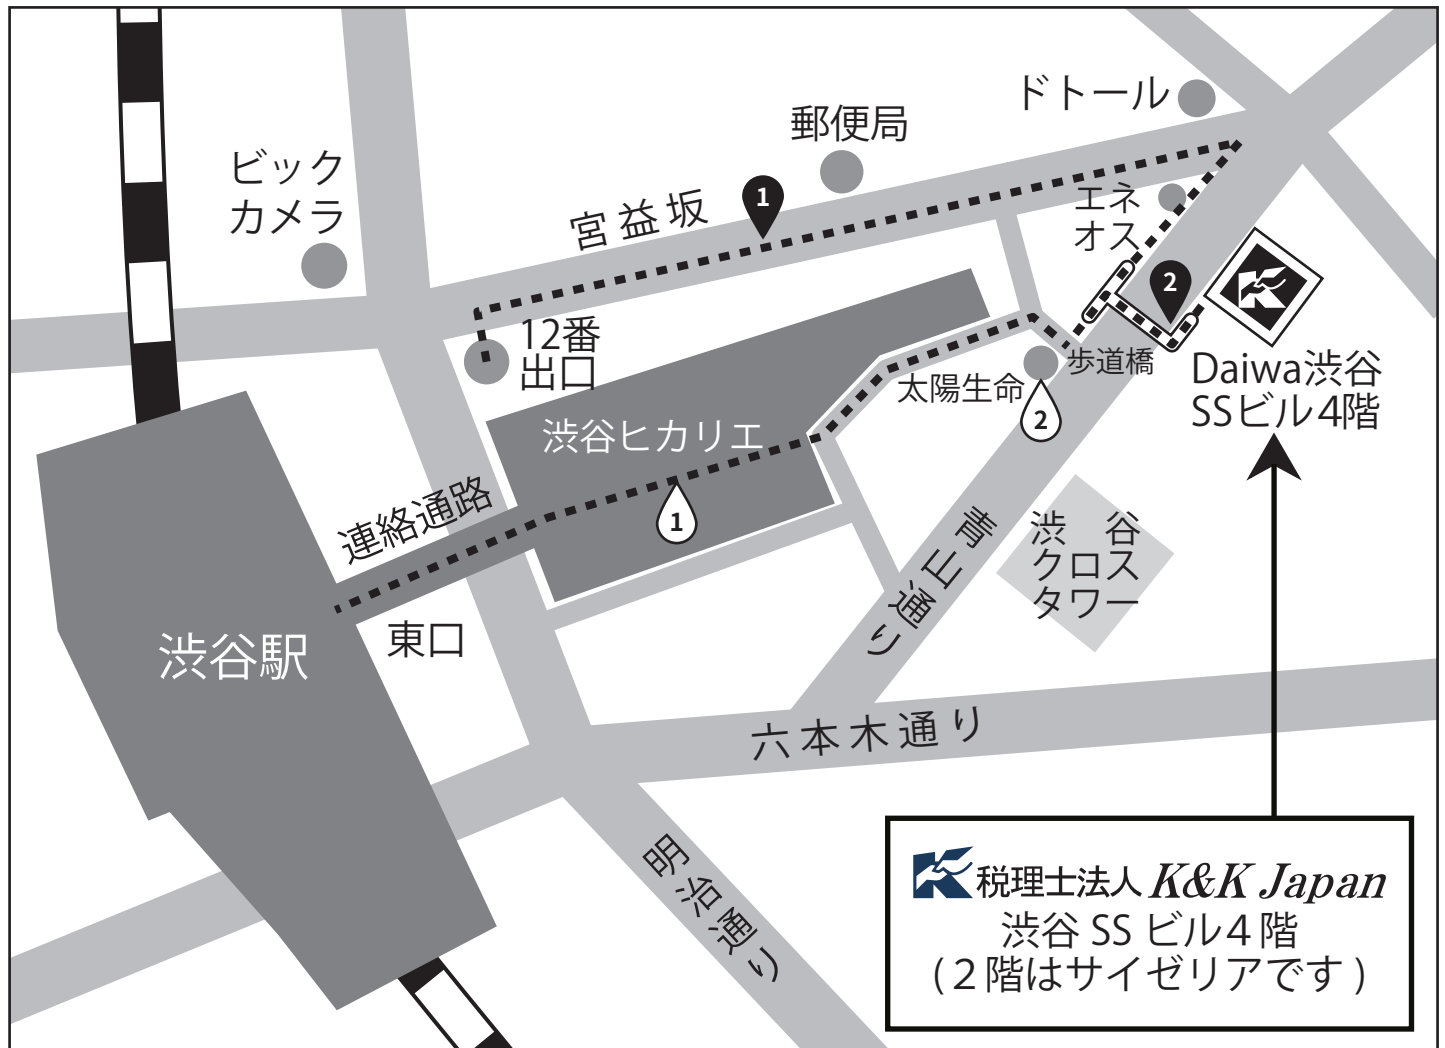 ドトール
郵便局
ビック
カメラ
宮益坂
1
エネ
オス
2
12番
出口
歩道橋
太陽生命
2
Daiwa渋谷
SSビル4階
渋谷ヒカリエ
連絡通路
1
青山通り
渋 谷
クロス
タワー
東口
渋谷駅
六本木通り
明治通り
K 税理士法人 K&K Japan
渋谷 SS ビル4階
(2階はサイゼリアです)